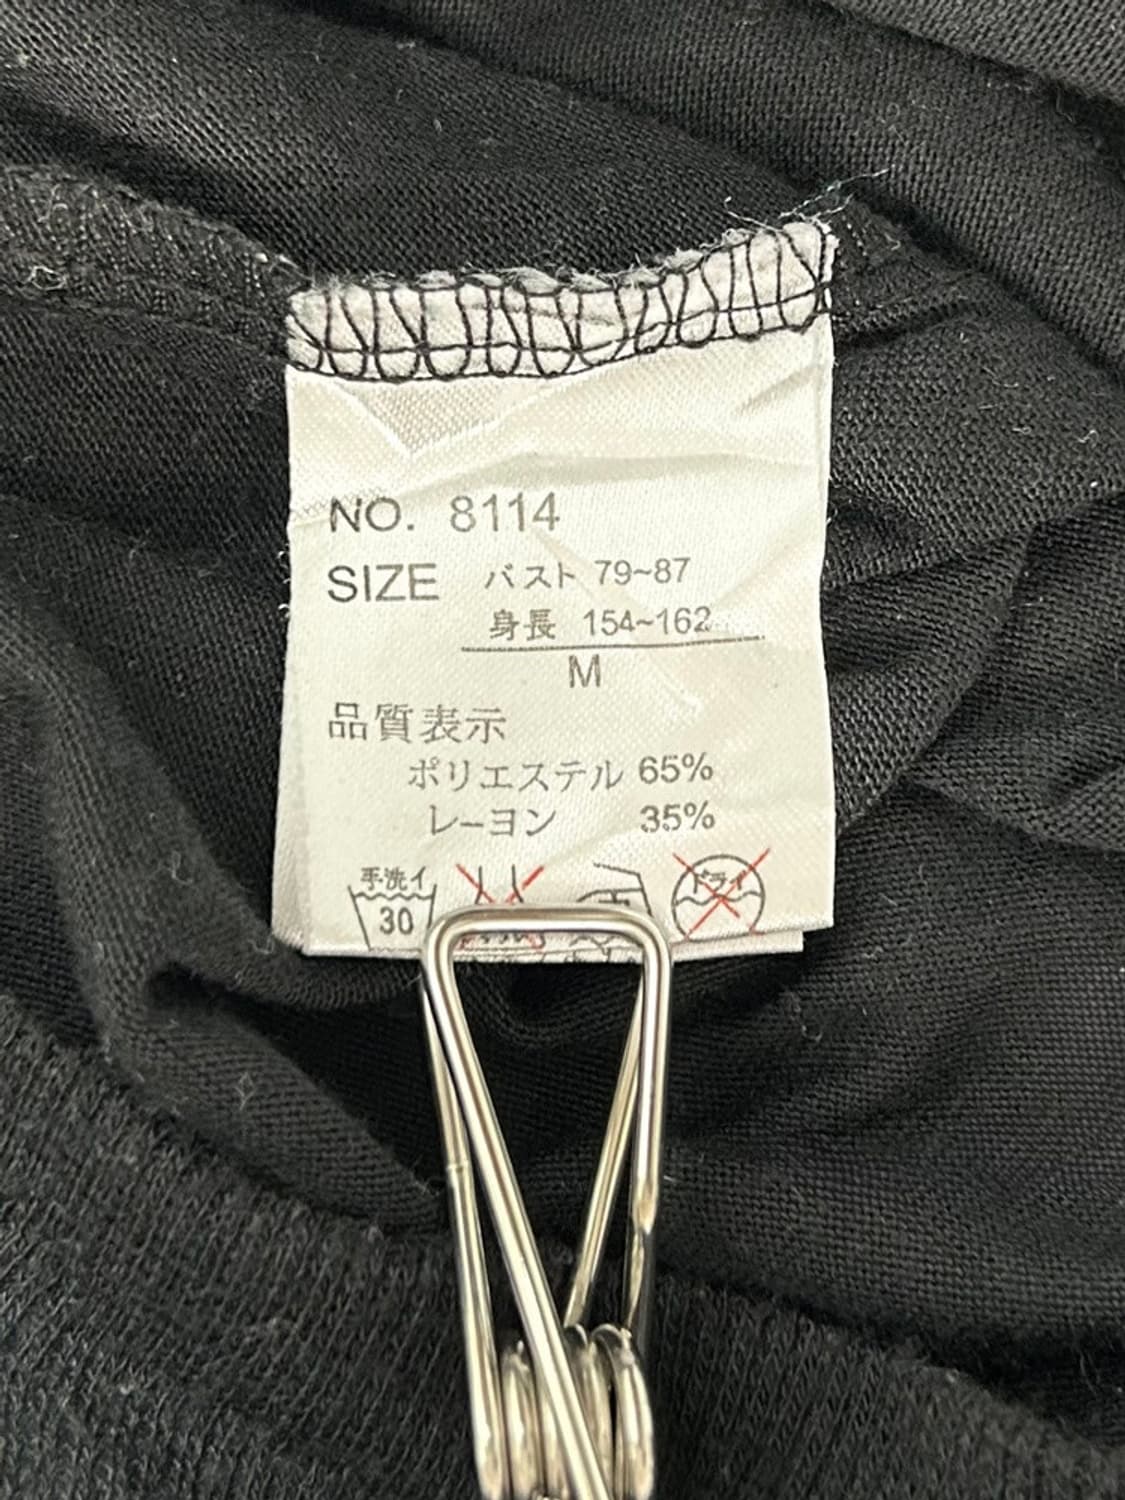 NO. 8114
SIZE バスト 79~87
身長 154~162
M
品質表示
ポリエステル 65%
レーヨン 35%
手洗イ
30
ドライ